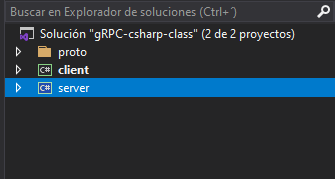 Buscar en Explorador de soluciones (Ctrl+´)
Solución "gRPC-csharp-class" (2 de 2 proyectos)
proto
C# client
C# server